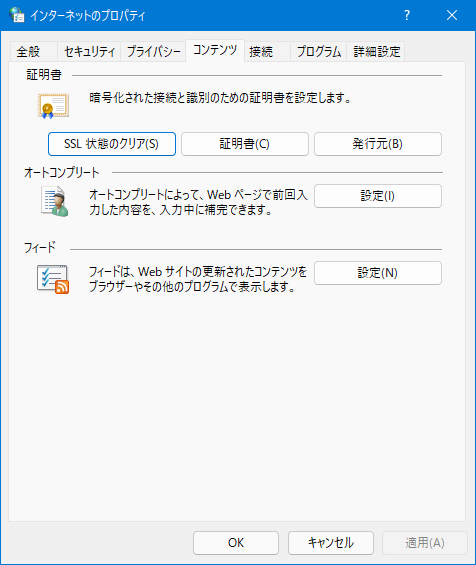 インターネットのプロパティ
?
全般 セキュリティ プライバシー コンテンツ 接続 プログラム 詳細設定
証明書
暗号化された接続と識別のための証明書を設定します。
SSL 状態のクリア(S) 証明書(C) 発行元(B)
オートコンプリート
オートコンプリートによって、Web ページで前回入
力した内容を、入力中に補完できます。
設定(I)
フィード
フィードは、Web サイトの更新されたコンテンツを
ブラウザーやその他のプログラムで表示します。
設定(N)
OK キャンセル 適用(A)